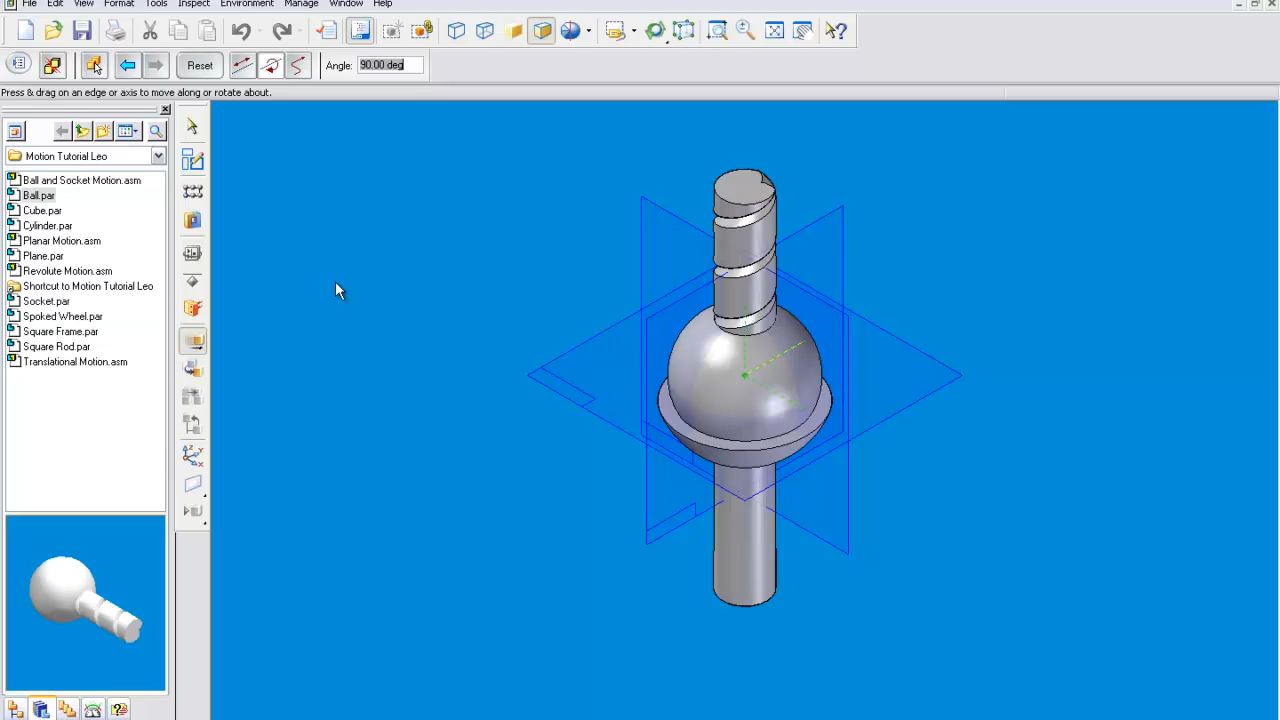 File Edit View Format Tools Inspect Environment Manage Window Help
Reset Angle: 90.00 deg
Press & drag on an edge or axis to move along or rotate about.
Motion Tutorial Leo
Ball and Socket Motion.asm
Ball.par
Cube.par
Cylinder.par
Planar Motion.asm
Plane.par
Revolute Motion.asm
Shortcut to Motion Tutorial Leo
Socket.par
Spoked Wheel.par
Square Frame.par
Square Rod.par
Translational Motion.asm